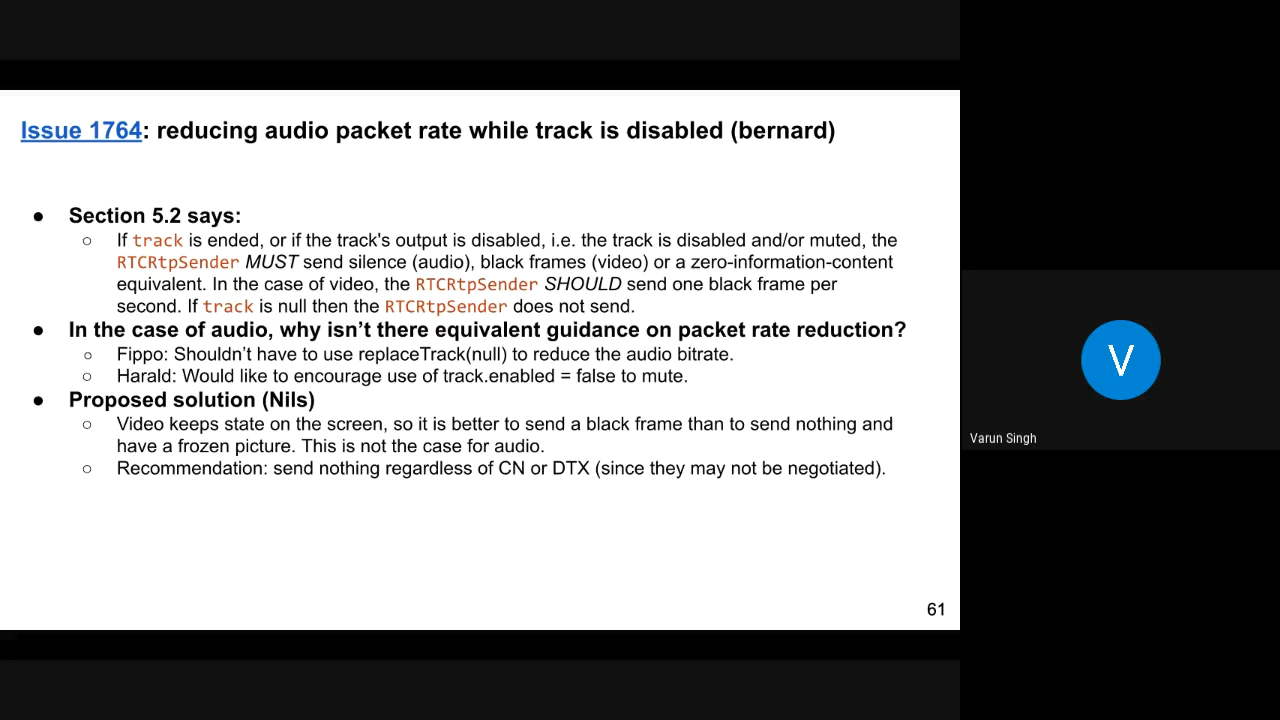 Issue 1764: reducing audio packet rate while track is disabled (bernard)
● Section 5.2 says:
○ If track is ended, or if the track's output is disabled, i.e. the track is disabled and/or muted, the
RTCRtpSender MUST send silence (audio), black frames (video) or a zero-information-content
equivalent. In the case of video, the RTCRtpSender SHOULD send one black frame per
second. If track is null then the RTCRtpSender does not send.
● In the case of audio, why isn’t there equivalent guidance on packet rate reduction?
○ Fippo: Shouldn’t have to use replaceTrack(null) to reduce the audio bitrate.
○ Harald: Would like to encourage use of track.enabled = false to mute.
● Proposed solution (Nils)
○ Video keeps state on the screen, so it is better to send a black frame than to send nothing and
have a frozen picture. This is not the case for audio.
○ Recommendation: send nothing regardless of CN or DTX (since they may not be negotiated).
61
V
Varun Singh